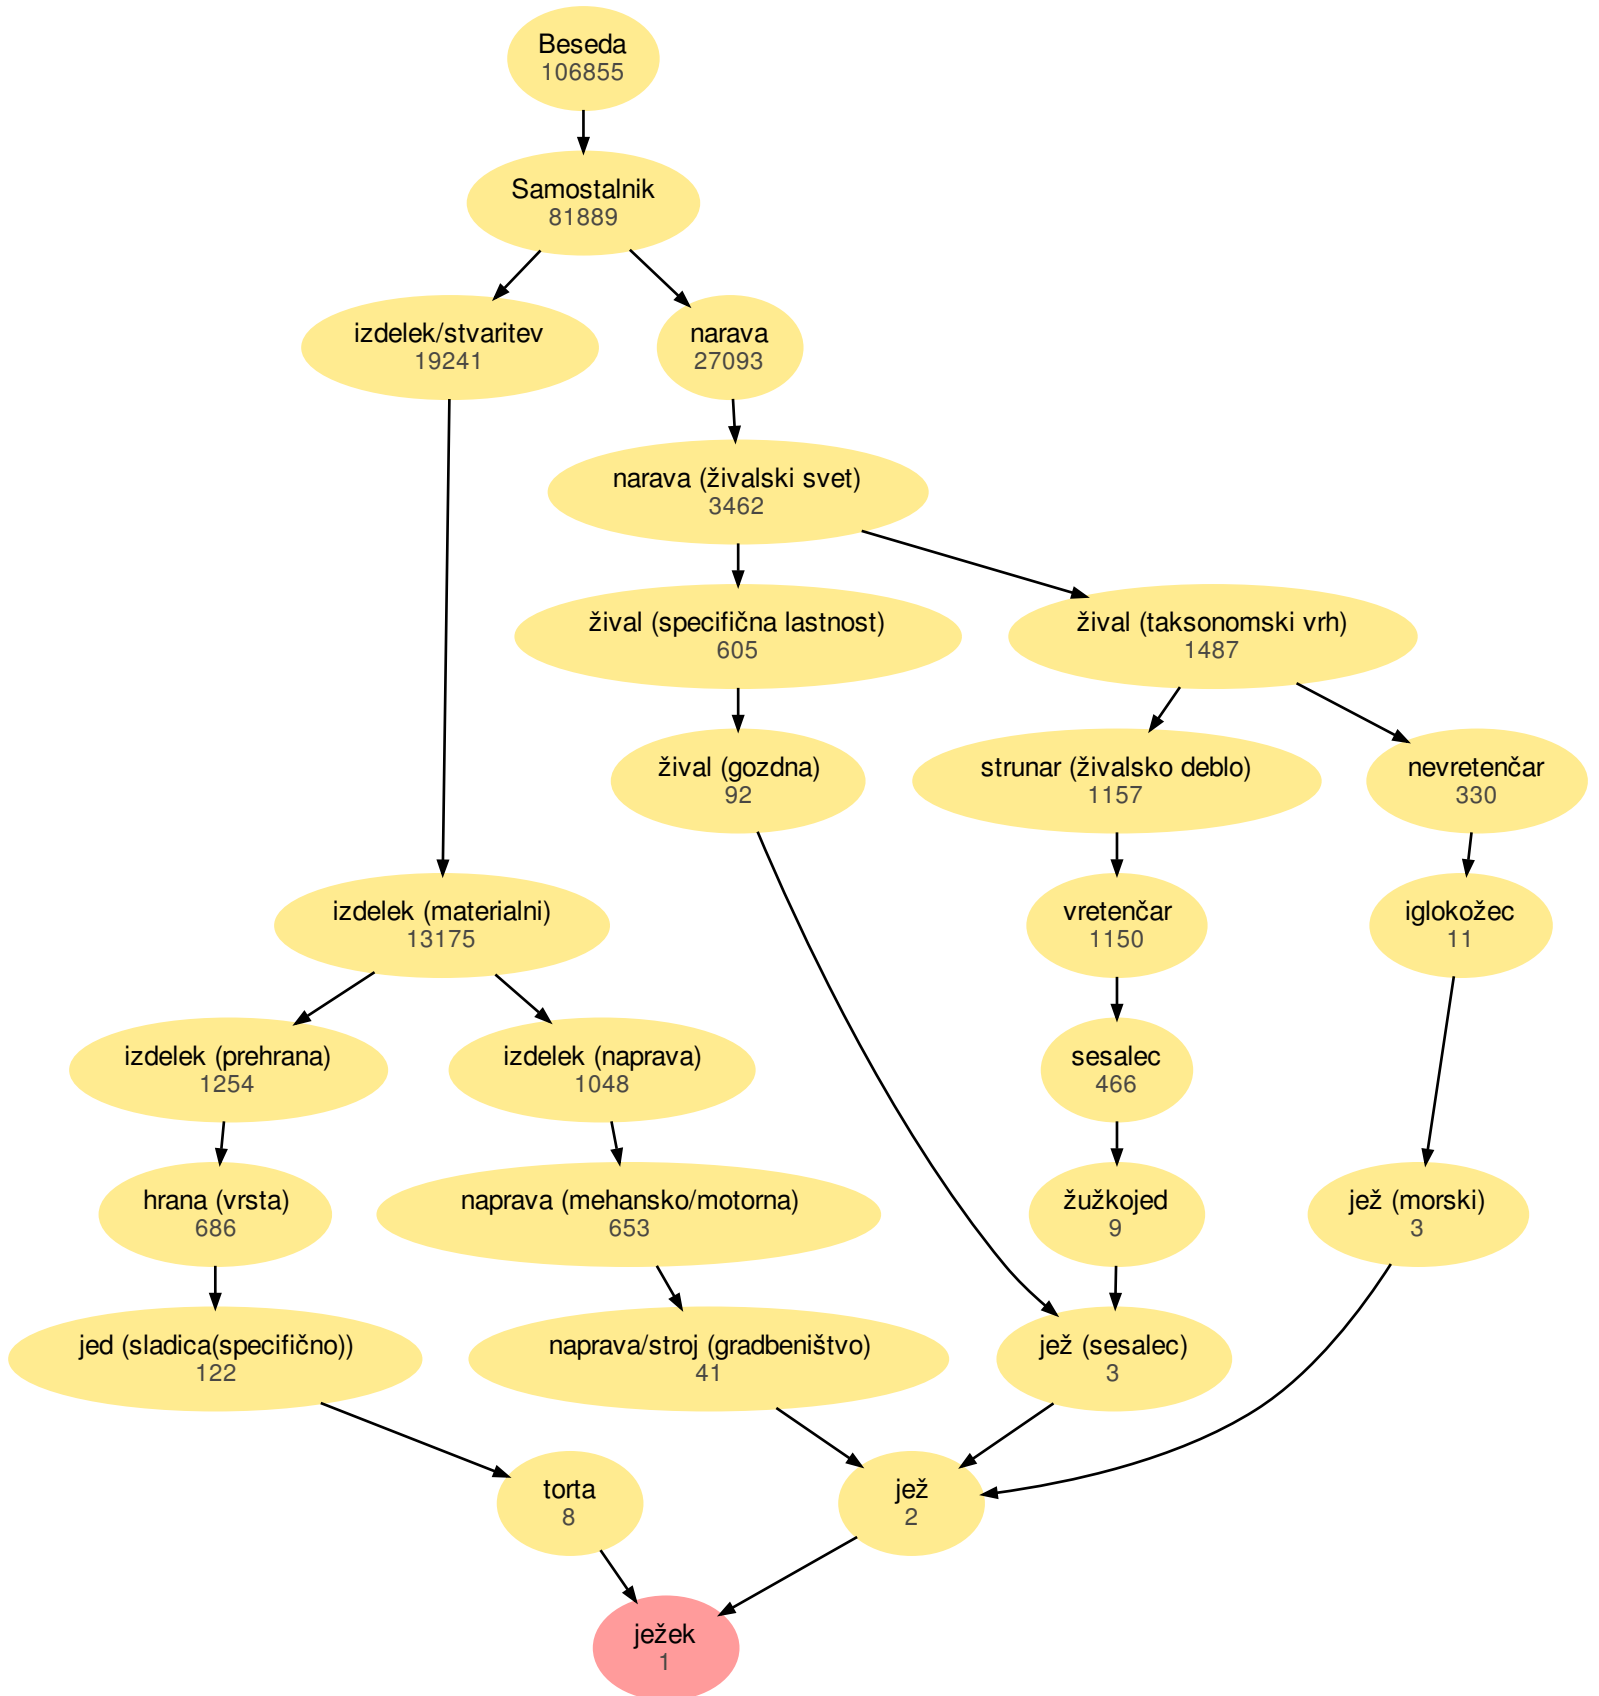 Beseda
106855
Samostalnik
81889
izdelek/stvaritev
19241
narava
27093
narava (živalski svet)
3462
žival (specifična lastnost)
605
žival (taksonomski vrh)
1487
žival (gozdna)
92
strunar (živalsko deblo)
1157
nevretenčar
330
izdelek (materialni)
13175
vretenčar
1150
iglokožec
11
izdelek (prehrana)
1254
izdelek (naprava)
1048
sesalec
466
hrana (vrsta)
686
naprava (mehansko/motorna)
653
žužkojed
9
jež (morski)
3
jed (sladica(specifično))
122
naprava/stroj (gradbeništvo)
41
jež (sesalec)
3
torta
8
jež
2
ježek
1